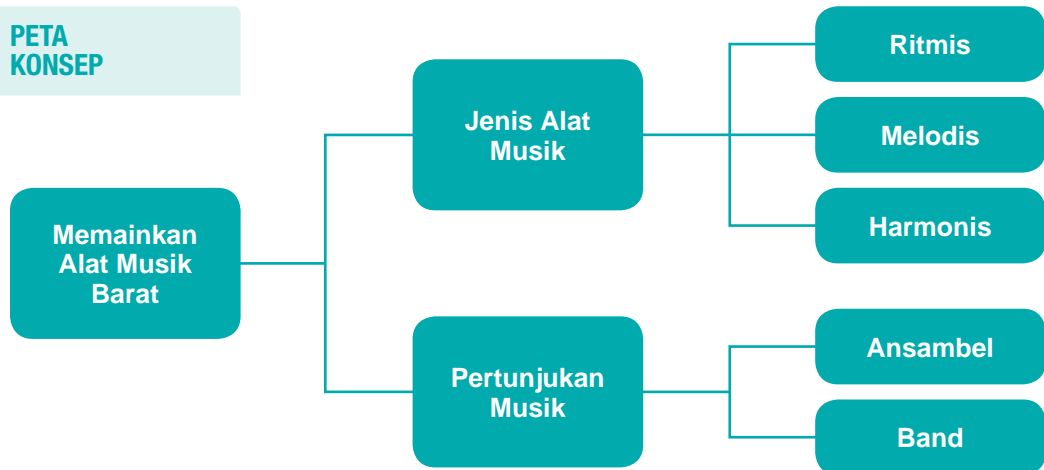 PETA
KONSEP
Memainkan
Alat Musik
Barat
Jenis Alat
Musik
Ritmis
Melodis
Harmonis
Pertunjukan
Musik
Ansambel
Band